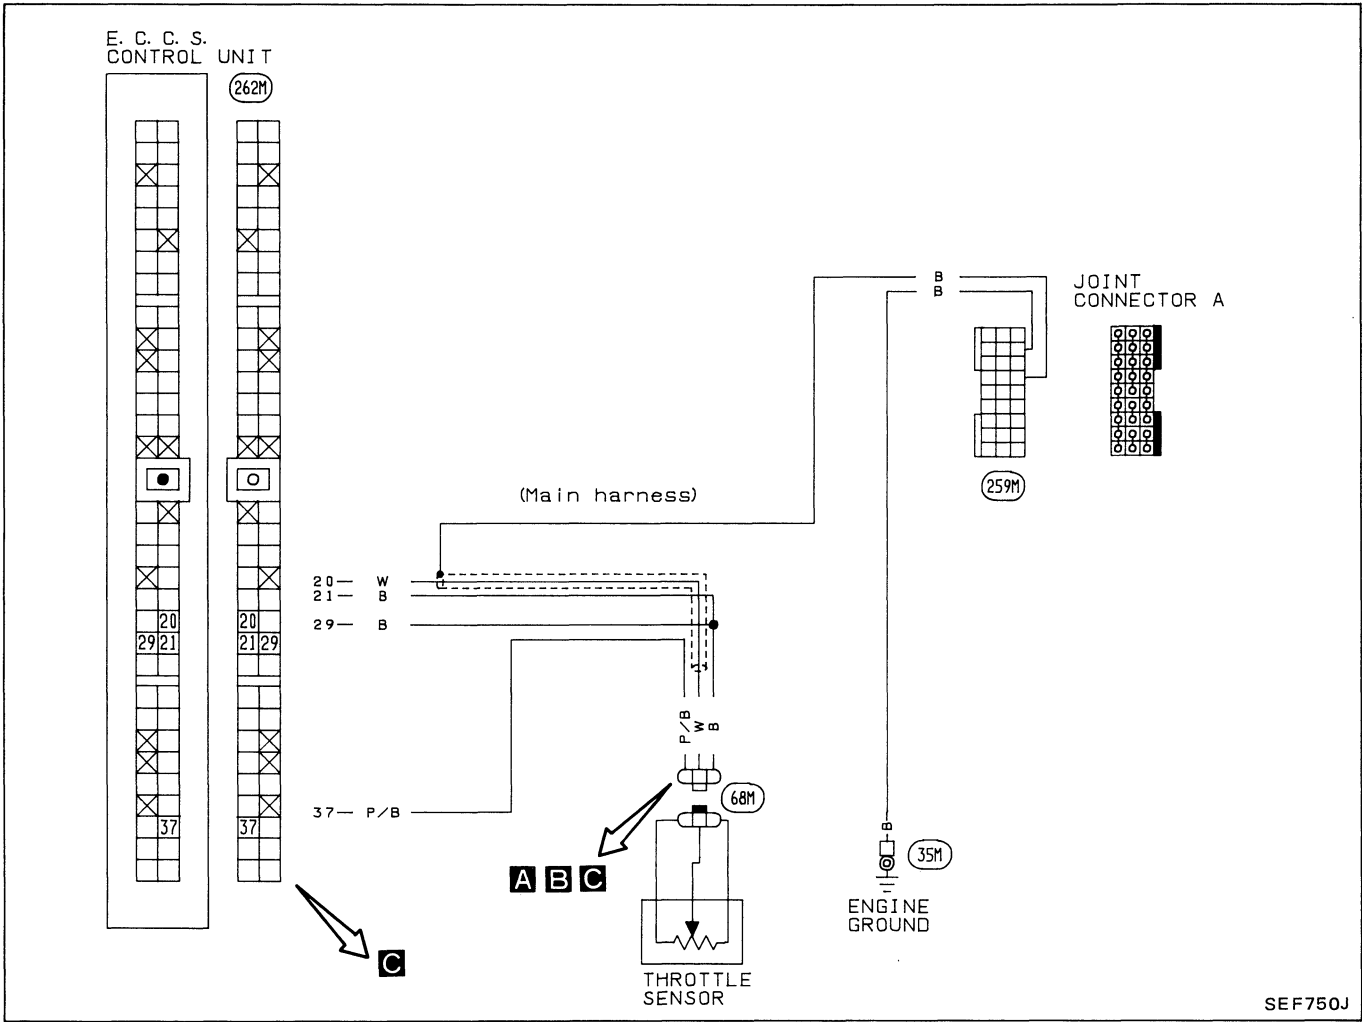 E. C. C. S.
CONTROL UNIT
262M
B
B
JOINT
CONNECTOR A
259M
(Main harness)
20 W
21 B
29 B
20 20
29 21 21 29
P/B W B
68M
37 P/B
37 37
B
35M
A B C
ENGINE
GROUND
C
THROTTLE
SENSOR
SEF750J